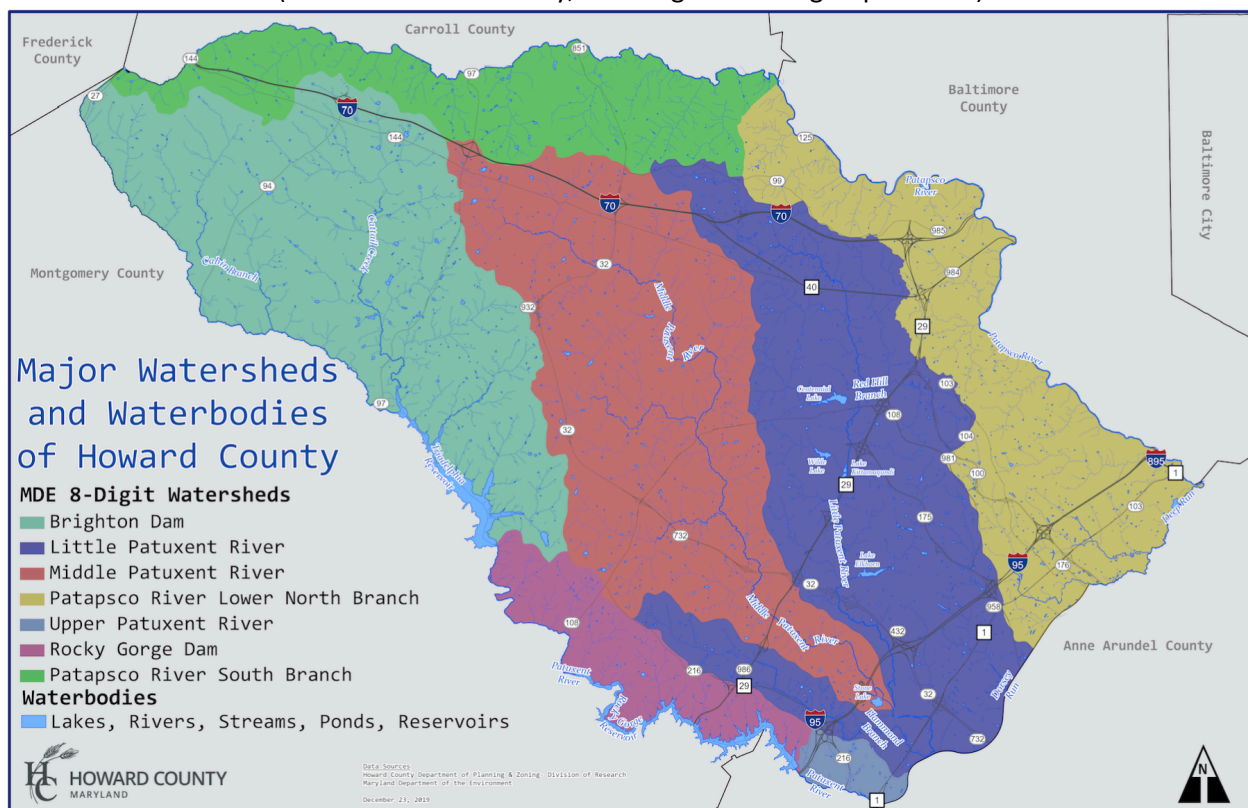 Frederick
County
Carroll County
Baltimore
County
Baltimore City
Montgomery County
Anne Arundel County
144
851
97
27
70
144
125
94
99
Patapsco
River
70
70
985
Cattail Creek
Cabin Branch
32
984
40
932
Middle
Patuxent
River
29
Patapsco River
Major Watersheds
and Waterbodies
of Howard County
97
Centennial
Lake
Red Hill
Branch
103
108
32
104
Triadelphia
Reservoir
Wilde
Lake
Lake
Kittamaqundi
981
100
895
1
29
103
Deep Run
Little Patuxent River
175
732
Lake
Elkhorn
95
176
32
MDE 8-Digit Watersheds
Brighton Dam
Little Patuxent River
Middle Patuxent River
Patapsco River Lower North Branch
Upper Patuxent River
Rocky Gorge Dam
Patapsco River South Branch
Waterbodies
Lakes, Rivers, Streams, Ponds, Reservoirs
108
Middle
Patuxent
River
958
432
1
216
986
29
Patuxent
River
Rocky Gorge
Reservoir
Stone
Lake
32
Dorsey
Run
Hammond
Branch
95
732
216
Patuxent
River
1
HC HOWARD COUNTY
MARYLAND
Data Sources
Howard County Department of Planning & Zoning Division of Research
Maryland Department of the Environment
December 23, 2019
N